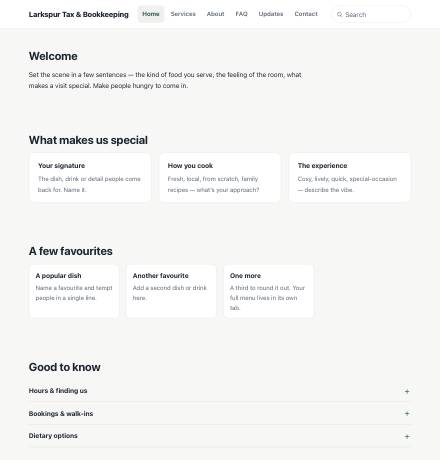 Larkspur Tax & Bookkeeping Home Services About FAQ Updates Contact Search
Welcome
Set the scene in a few sentences — the kind of food you serve, the feeling of the room, what
makes a visit special. Make people hungry to come in.
What makes us special
Your signature
The dish, drink or detail people come
back for. Name it.
How you cook
Fresh, local, from scratch, family
recipes — what's your approach?
The experience
Cosy, lively, quick, special-occasion
— describe the vibe.
A few favourites
A popular dish
Name a favourite and tempt
people in a single line.
Another favourite
Add a second dish or drink
here.
One more
A third to round it out. Your
full menu lives in its own
tab.
Good to know
Hours & finding us +
Bookings & walk-ins +
Dietary options +